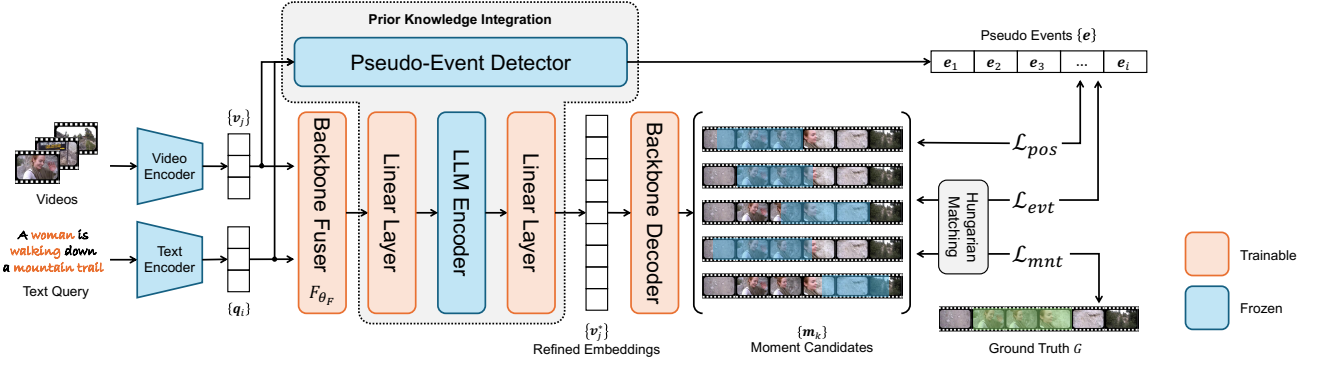 Prior Knowledge Integration
Pseudo-Event Detector
Pseudo Events {e}
e1 e2 e3 ... ei
{vj}
Video
Encoder
Videos
A woman is
walking down
a mountain trail
Text Query
Text
Encoder
{qi}
Backbone Fuser
FθF
Linear Layer
LLM Encoder
Linear Layer
{v*j}
Refined Embeddings
Backbone Decoder
{mk}
Moment Candidates
Lpos
Levt
Lmnt
Hungarian
Matching
Ground Truth G
Trainable
Frozen